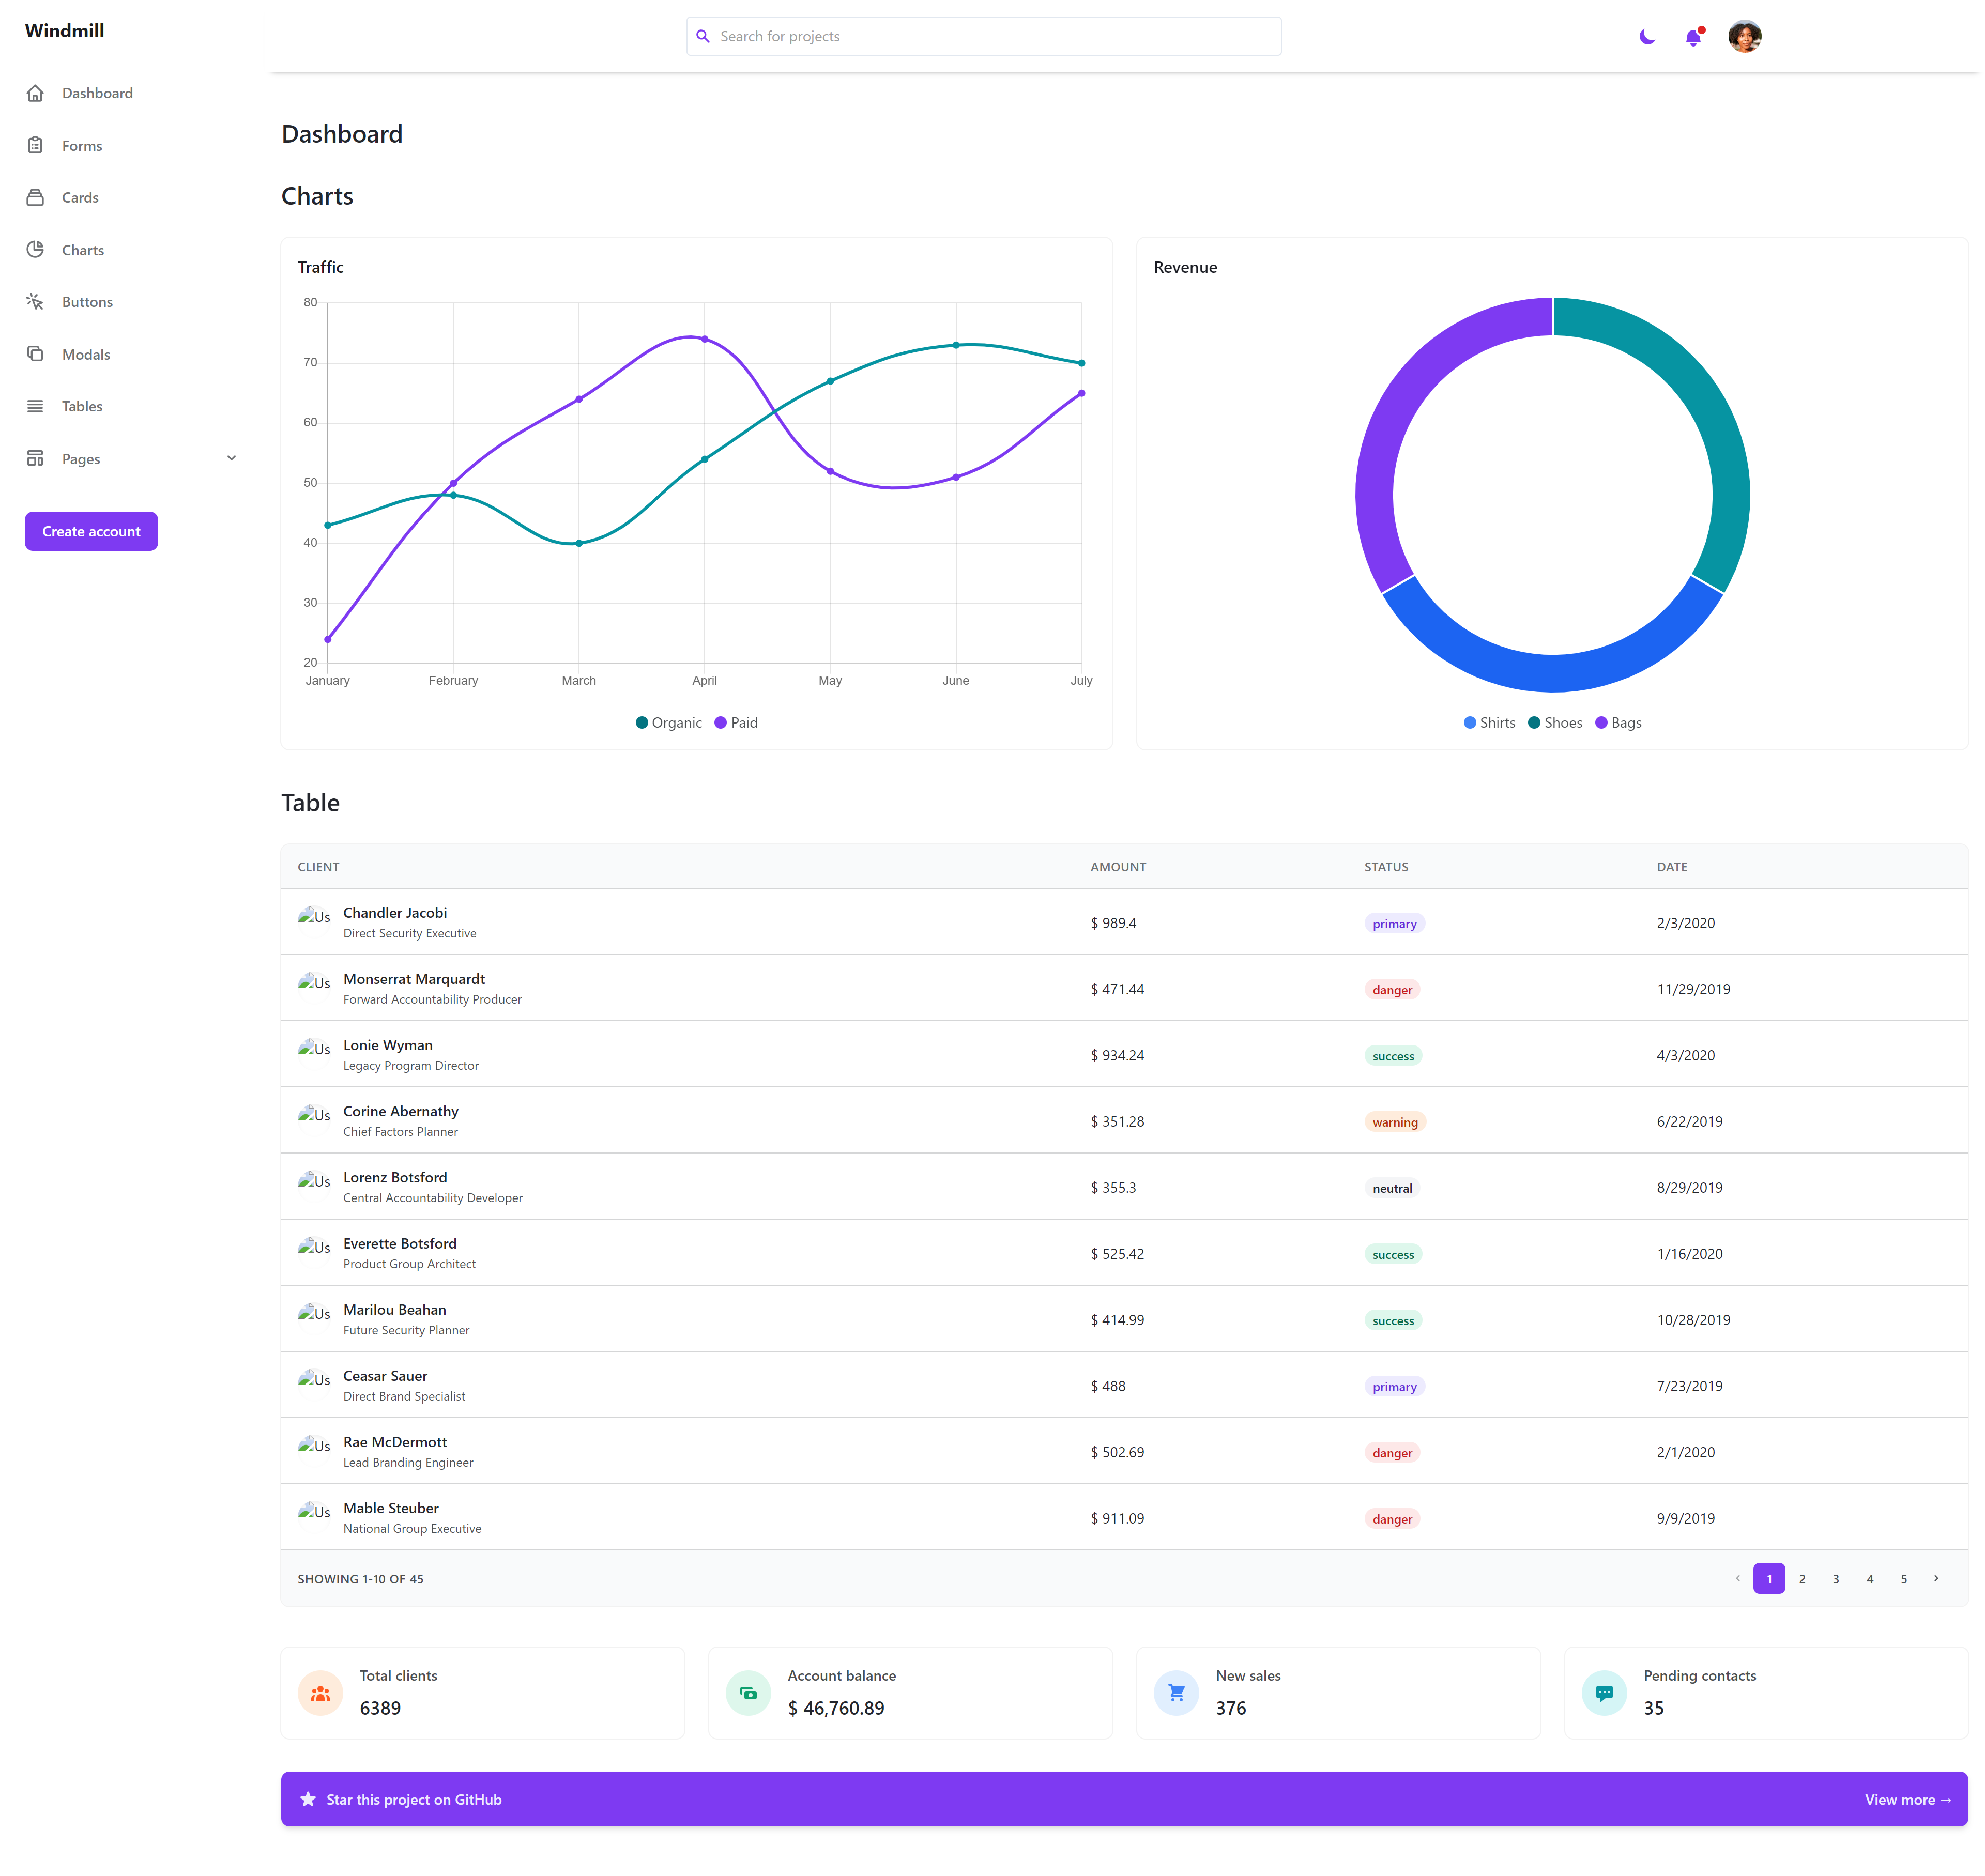 Windmill
Search for projects
Dashboard
Forms
Cards
Charts
Buttons
Modals
Tables
Pages
Create account
Dashboard
Charts
Traffic
80
70
60
50
40
30
20
January February March April May June July
Organic Paid
Revenue
Shirts Shoes Bags
Table
CLIENT AMOUNT STATUS DATE
Us Chandler Jacobi
Direct Security Executive
$ 989.4 primary 2/3/2020
Us Monserrat Marquardt
Forward Accountability Producer
$ 471.44 danger 11/29/2019
Us Lonie Wyman
Legacy Program Director
$ 934.24 success 4/3/2020
Us Corine Abernathy
Chief Factors Planner
$ 351.28 warning 6/22/2019
Us Lorenz Botsford
Central Accountability Developer
$ 355.3 neutral 8/29/2019
Us Everette Botsford
Product Group Architect
$ 525.42 success 1/16/2020
Us Marilou Beahan
Future Security Planner
$ 414.99 success 10/28/2019
Us Ceasar Sauer
Direct Brand Specialist
$ 488 primary 7/23/2019
Us Rae McDermott
Lead Branding Engineer
$ 502.69 danger 2/1/2020
Us Mable Steuber
National Group Executive
$ 911.09 danger 9/9/2019
SHOWING 1-10 OF 45 1 2 3 4 5
Total clients
6389
Account balance
$ 46,760.89
New sales
376
Pending contacts
35
Star this project on GitHub View more →